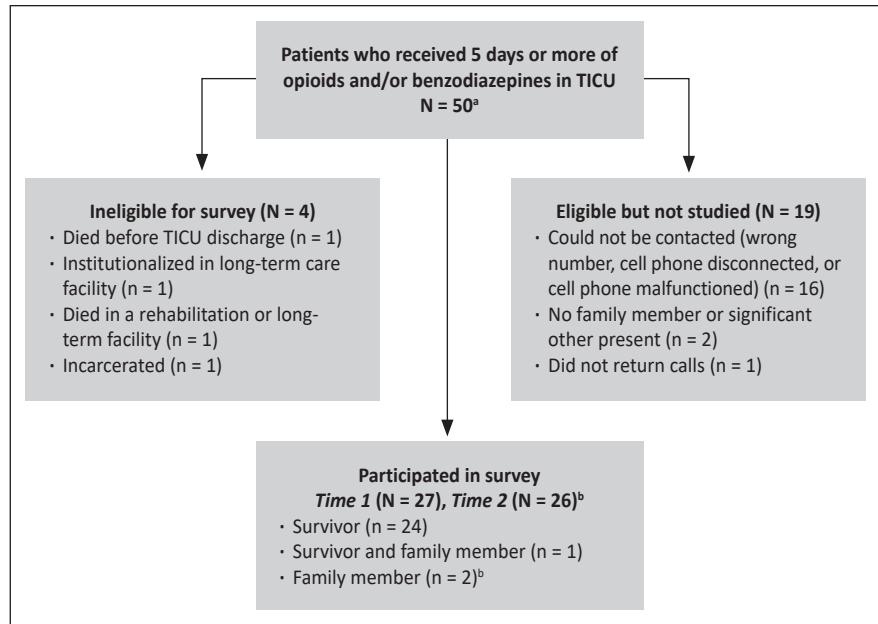 Patients who received 5 days or more of
opioids and/or benzodiazepines in TICU
N = 50ᵃ
Ineligible for survey (N = 4)
· Died before TICU discharge (n = 1)
· Institutionalized in long-term care
facility (n = 1)
· Died in a rehabilitation or long-
term facility (n = 1)
· Incarcerated (n = 1)
Eligible but not studied (N = 19)
· Could not be contacted (wrong
number, cell phone disconnected, or
cell phone malfunctioned) (n = 16)
· No family member or significant
other present (n = 2)
· Did not return calls (n = 1)
Participated in survey
Time 1 (N = 27), Time 2 (N = 26)ᵇ
· Survivor (n = 24)
· Survivor and family member (n = 1)
· Family member (n = 2)ᵇ